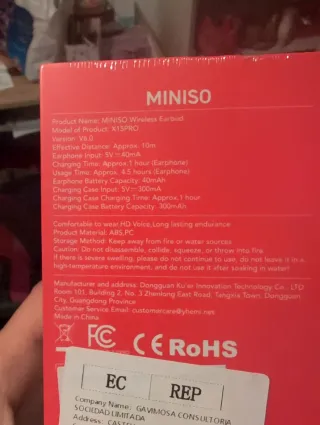 MINISO
Product Name: MINISO Wireless Earbud
Model of Product: X15PRO
Version: V6.0
Effective Distance: Approx. 10m
Earphone Input: 5V⎓40mA
Charging Time: Approx.1 hour (Earphone)
Usage Time: Approx. 4.5 hours (Earphone)
Earphone Battery Capacity: 40mAh
Charging Case Input: 5V⎓300mA
Charging Case Charging Time: Approx.1 hour
Charging Case Battery Capacity: 300mAh
Comfortable to wear HD Voice,Long lasting endurance
Product Material: ABS,PC
Storage Method: Keep away from fire or water sources
Caution: Do not disassemble, collide, squeeze, or throw into fire.
If there is severe swelling, please do not continue to use, do not leave it in a
high-temperature environment, and do not use it after soaking in water!
Manufacturer and address: Dongguan Ku'ai Innovation Technology Co., LTD
Room 101, Building 2, No. 3 Zhenlong East Road, Tangxia Town, Dongguan
City, Guangdong Province
Customer Service Email: customercare@yhemi.net
Made in China
FC CE RoHS
EC REP
Company Name: GAVIMOSA CONSULTORIA
SOCIEDAD LIMITADA
Address: CASTE